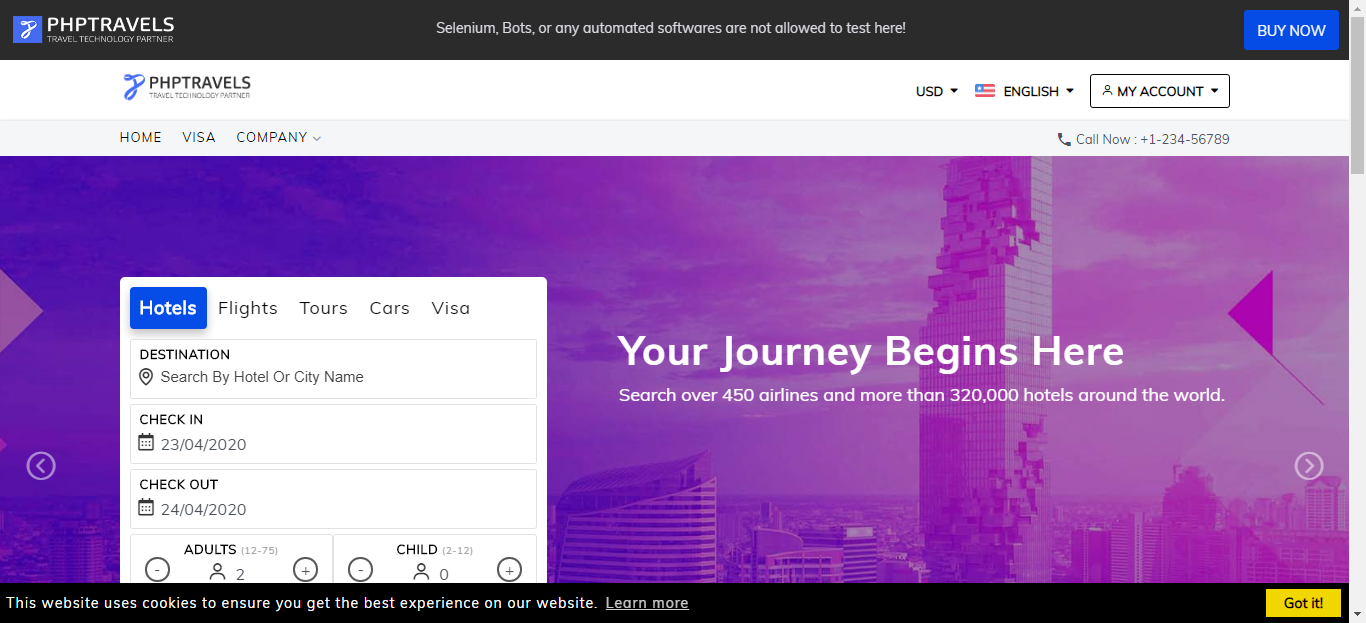 PHPTRAVELS
TRAVEL TECHNOLOGY PARTNER
Selenium, Bots, or any automated softwares are not allowed to test here!
BUY NOW
PHPTRAVELS
TRAVEL TECHNOLOGY PARTNER
USD
ENGLISH
MY ACCOUNT
HOME VISA COMPANY
Call Now : +1-234-56789
Hotels Flights Tours Cars Visa
DESTINATION
Search By Hotel Or City Name
CHECK IN
23/04/2020
CHECK OUT
24/04/2020
ADULTS (12-75)
- 2 +
CHILD (2-12)
- 0 +
Your Journey Begins Here
Search over 450 airlines and more than 320,000 hotels around the world.
This website uses cookies to ensure you get the best experience on our website. Learn more
Got it!